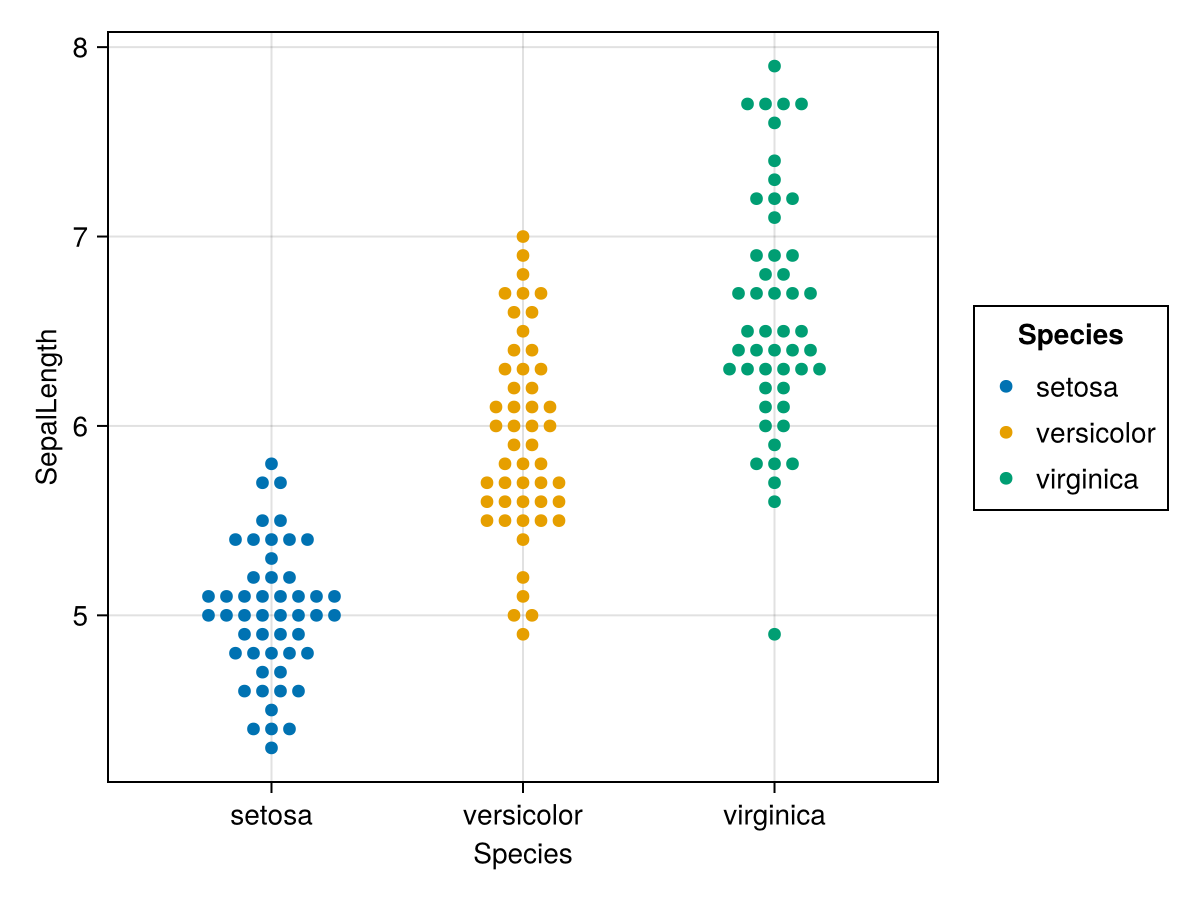 8
7
6
5
SepalLength
setosa versicolor virginica
Species
Species
setosa
versicolor
virginica